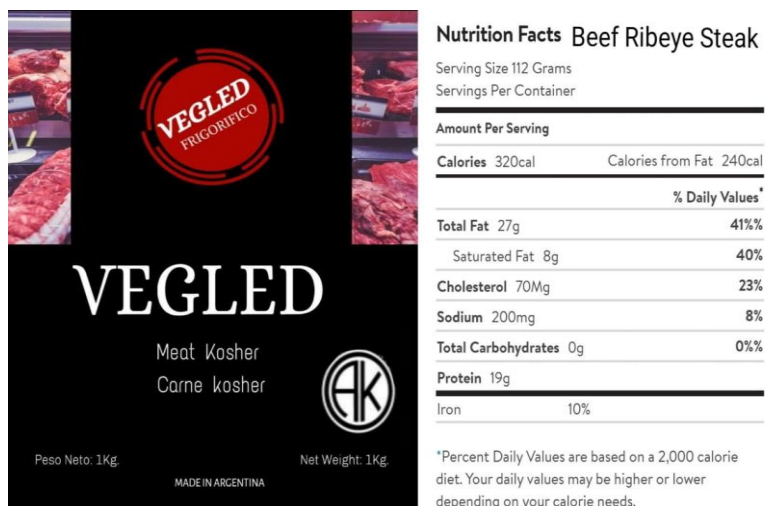 VEGLED
FRIGORIFICO
VEGLED
Meat Kosher
Carne kosher
AK
Peso Neto: 1Kg.
Net Weight: 1Kg.
MADE IN ARGENTINA
Nutrition Facts Beef Ribeye Steak
Serving Size 112 Grams
Servings Per Container
Amount Per Serving
Calories 320cal Calories from Fat 240cal
% Daily Values*
Total Fat 27g 41%%
Saturated Fat 8g 40%
Cholesterol 70Mg 23%
Sodium 200mg 8%
Total Carbohydrates 0g 0%%
Protein 19g
Iron 10%
*Percent Daily Values are based on a 2,000 calorie
diet. Your daily values may be higher or lower
depending on your calorie needs.